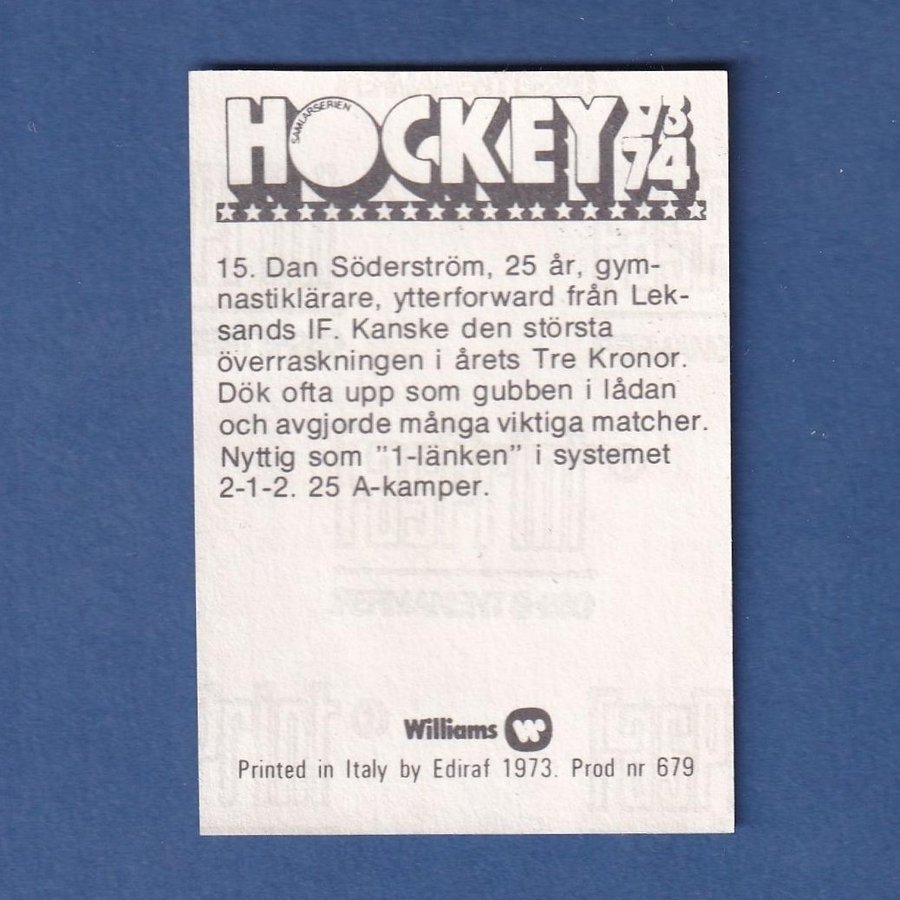 HOCKEY 73
SAMLARSERIEN
74
15. Dan Söderström, 25 år, gym-
nastiklärare, ytterforward från Lek-
sands IF. Kanske den största
överraskningen i årets Tre Kronor.
Dök ofta upp som gubben i lådan
och avgjorde många viktiga matcher.
Nyttig som "1-länken" i systemet
2-1-2. 25 A-kamper.
Williams W
Printed in Italy by Ediraf 1973. Prod nr 679